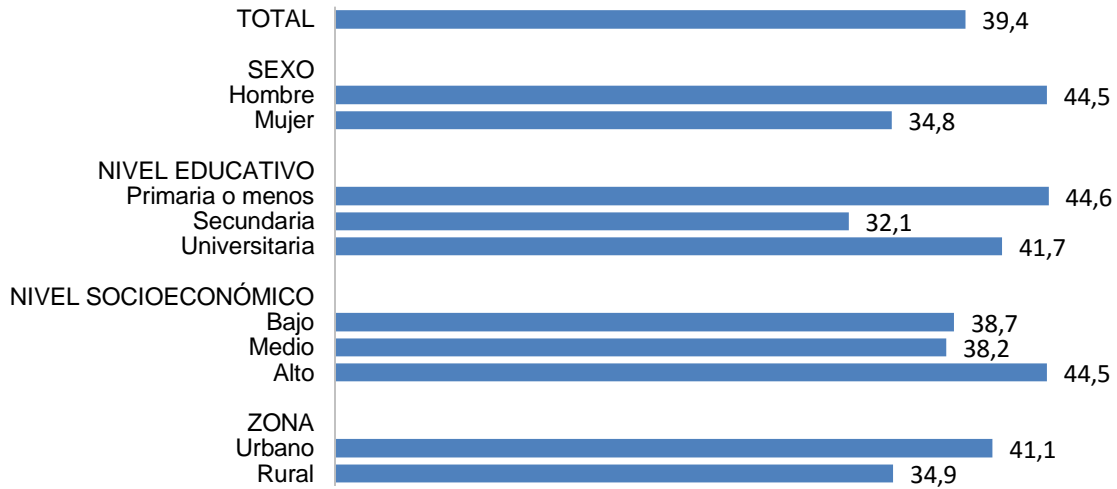 TOTAL 39,4
SEXO
Hombre 44,5
Mujer 34,8
NIVEL EDUCATIVO
Primaria o menos 44,6
Secundaria 32,1
Universitaria 41,7
NIVEL SOCIOECONÓMICO
Bajo 38,7
Medio 38,2
Alto 44,5
ZONA
Urbano 41,1
Rural 34,9